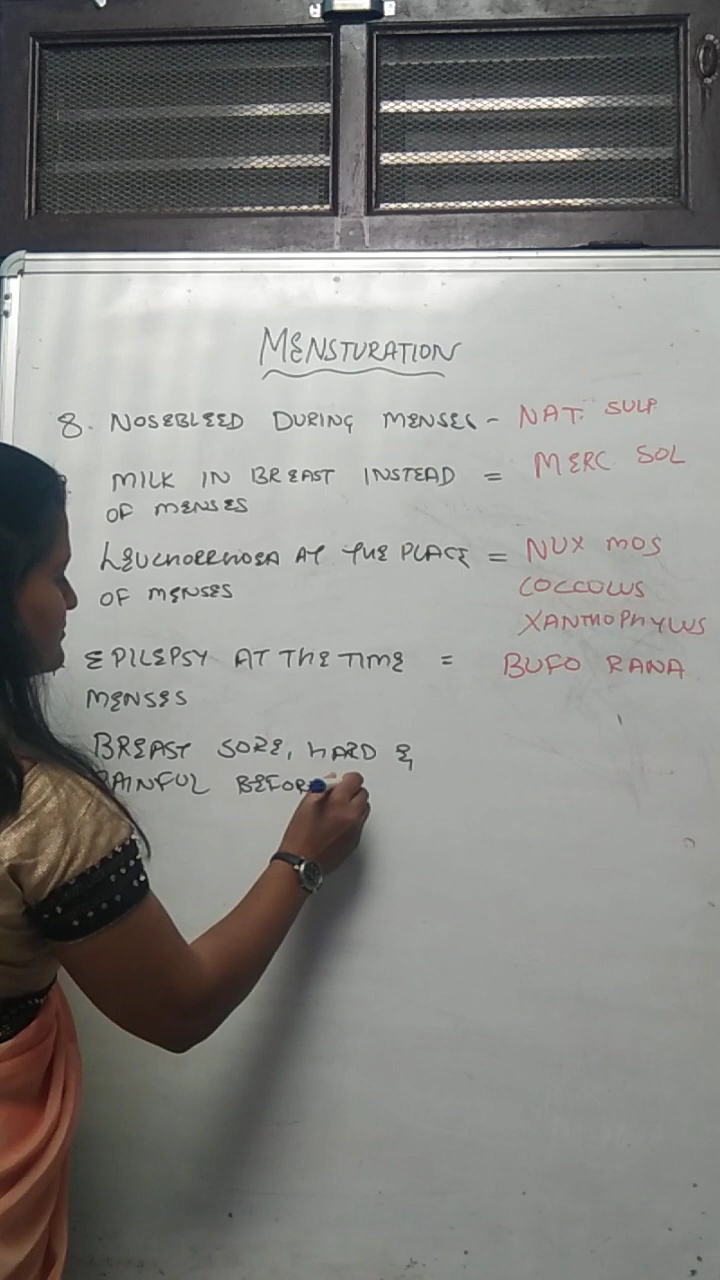 MENSTURATION
8. NOSEBLEED DURING MENSES - NAT. SULP
MILK IN BREAST INSTEAD = MERC SOL
OF MENSES
LEUCHORRHOEA AT THE PLACE = NUX MOS
OF MENSES COCCULUS
XANTHOPHYLUS
EPILEPSY AT THE TIME = BUFO RANA
MENSES
BREAST SORE, HARD &
PAINFUL BEFORE